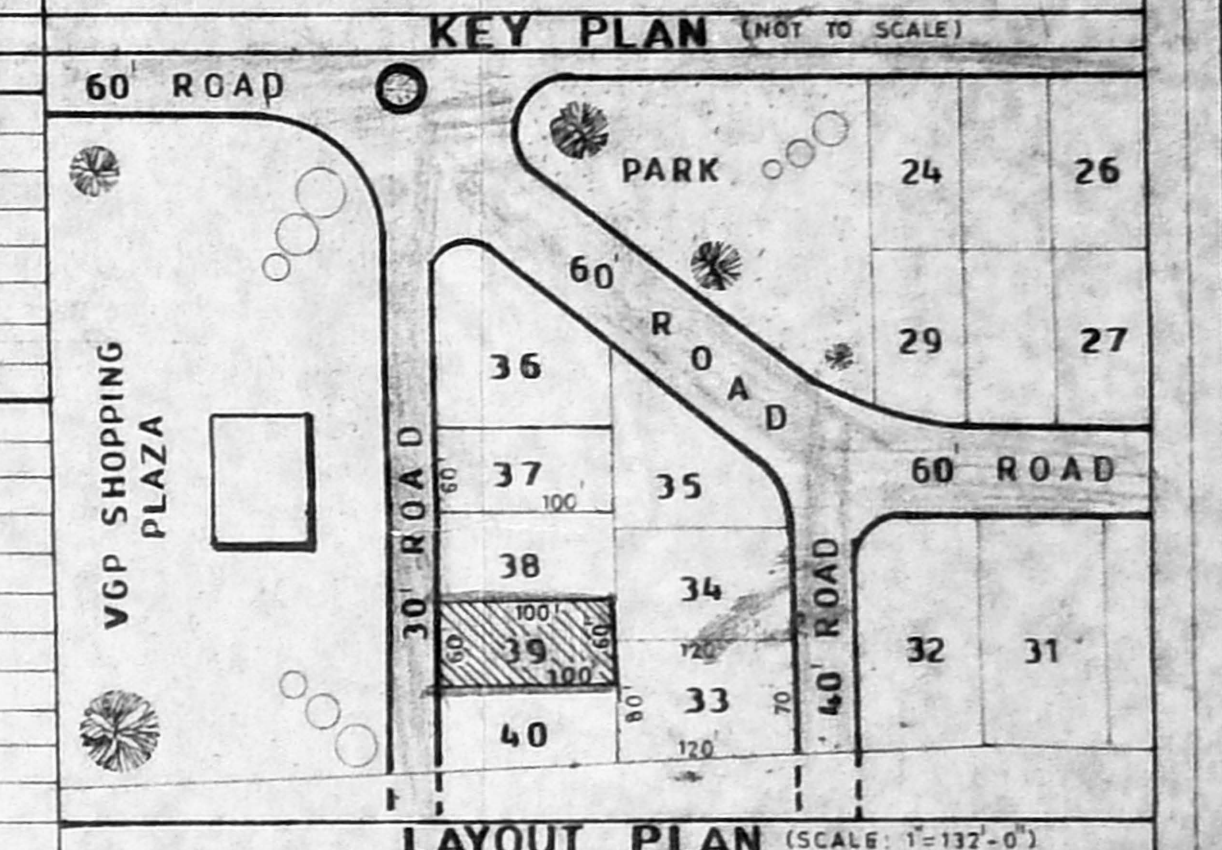 KEY PLAN (NOT TO SCALE)
60' ROAD
PARK
24
26
60' ROAD
29
27
36
VGP SHOPPING
PLAZA
30' ROAD
60'
37
100'
35
60' ROAD
38
34
40' ROAD
100'
60
39
60'
100
120'
32
31
80'
33
70
40
120'
LAYOUT PLAN (SCALE: 1"=132'-0")